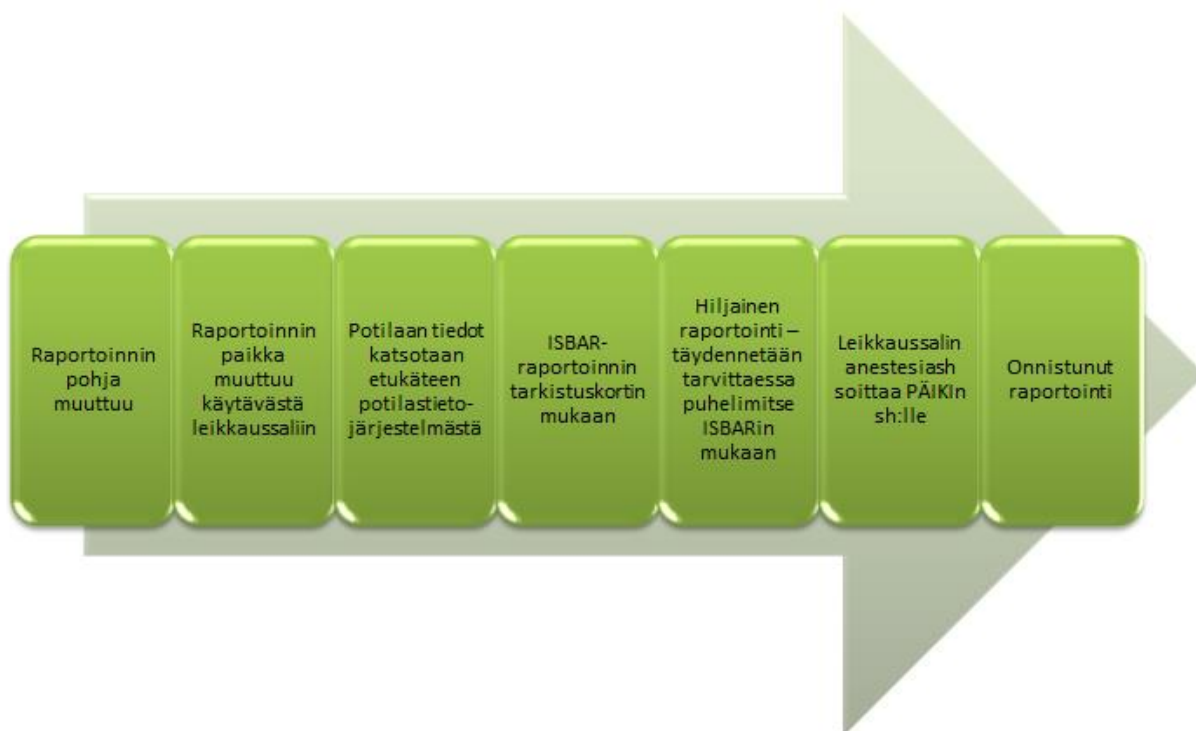 Raportoinnin
pohja
muuttuu
Raportoinnin
paikka
muuttuu
käytävästä
leikkaussaliin
Potilaan tiedot
katsotaan
etukäteen
potilastieto-
järjestelmästä
ISBAR-
raportoinnin
tarkistuskortin
mukaan
Hiljainen
raportointi –
täydennetään
tarvittaessa
puhelimitse
ISBARin
mukaan
Leikkaussalin
anestesiash
soittaa PÄIKIn
sh:lle
Onnistunut
raportointi